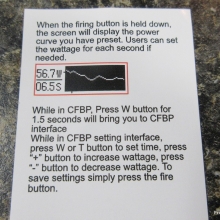 When the firing button is held down,
the screen will display the power
curve you have preset. Users can set
the wattage for each second if
needed.
56.7W
06.5S
While in CFBP, Press W button for
1.5 seconds will bring you to CFBP
interface
While in CFBP setting interface,
press W or T button to set time, press
"+" button to increase wattage, press
"-" button to decrease wattage. To
save settings simply press the fire
button.